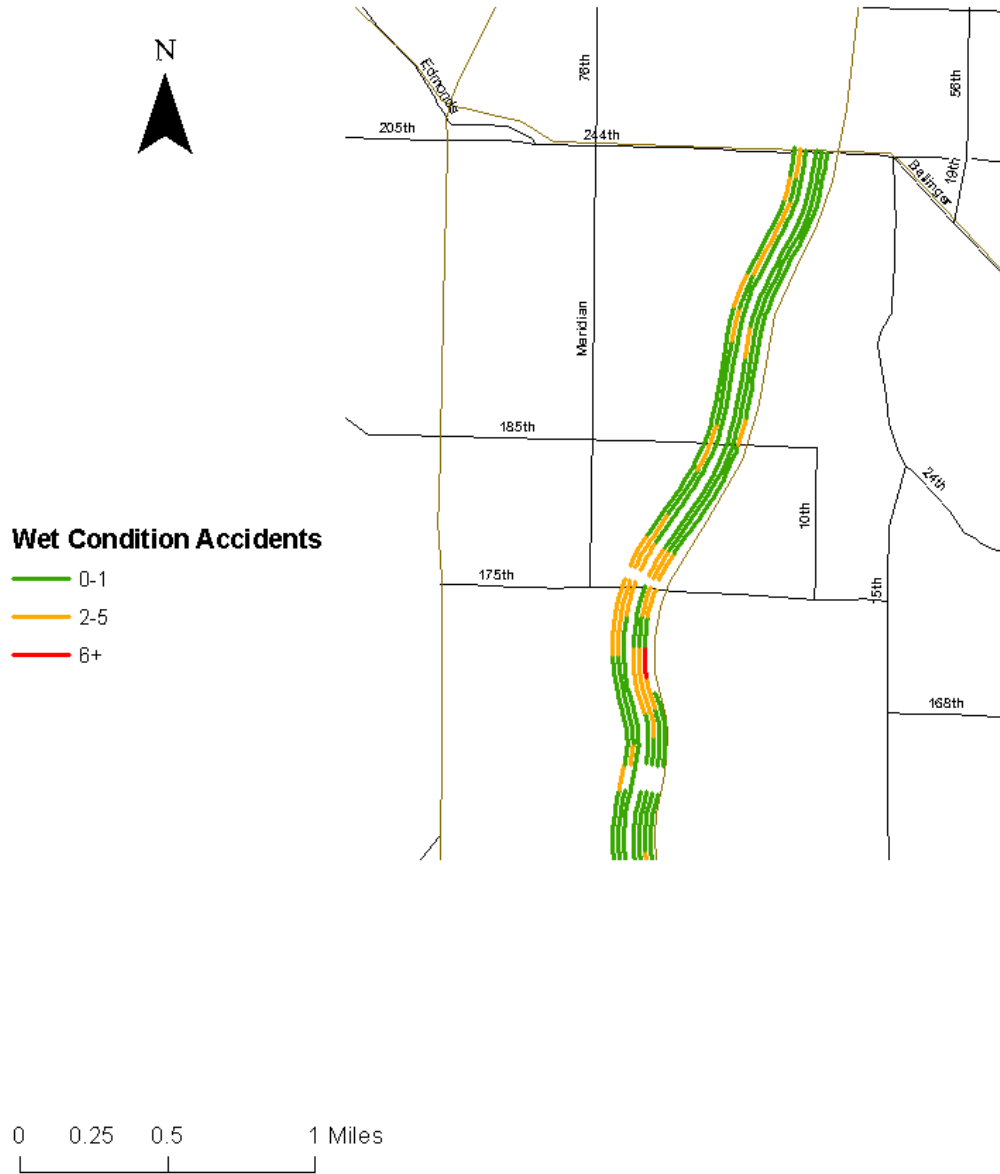 N
Edmonds
76th
56th
205th
244th
19th
Ballinger
Meridian
185th
24th
10th
175th
15th
168th
Wet Condition Accidents
0-1
2-5
6+
0 0.25 0.5 1 Miles